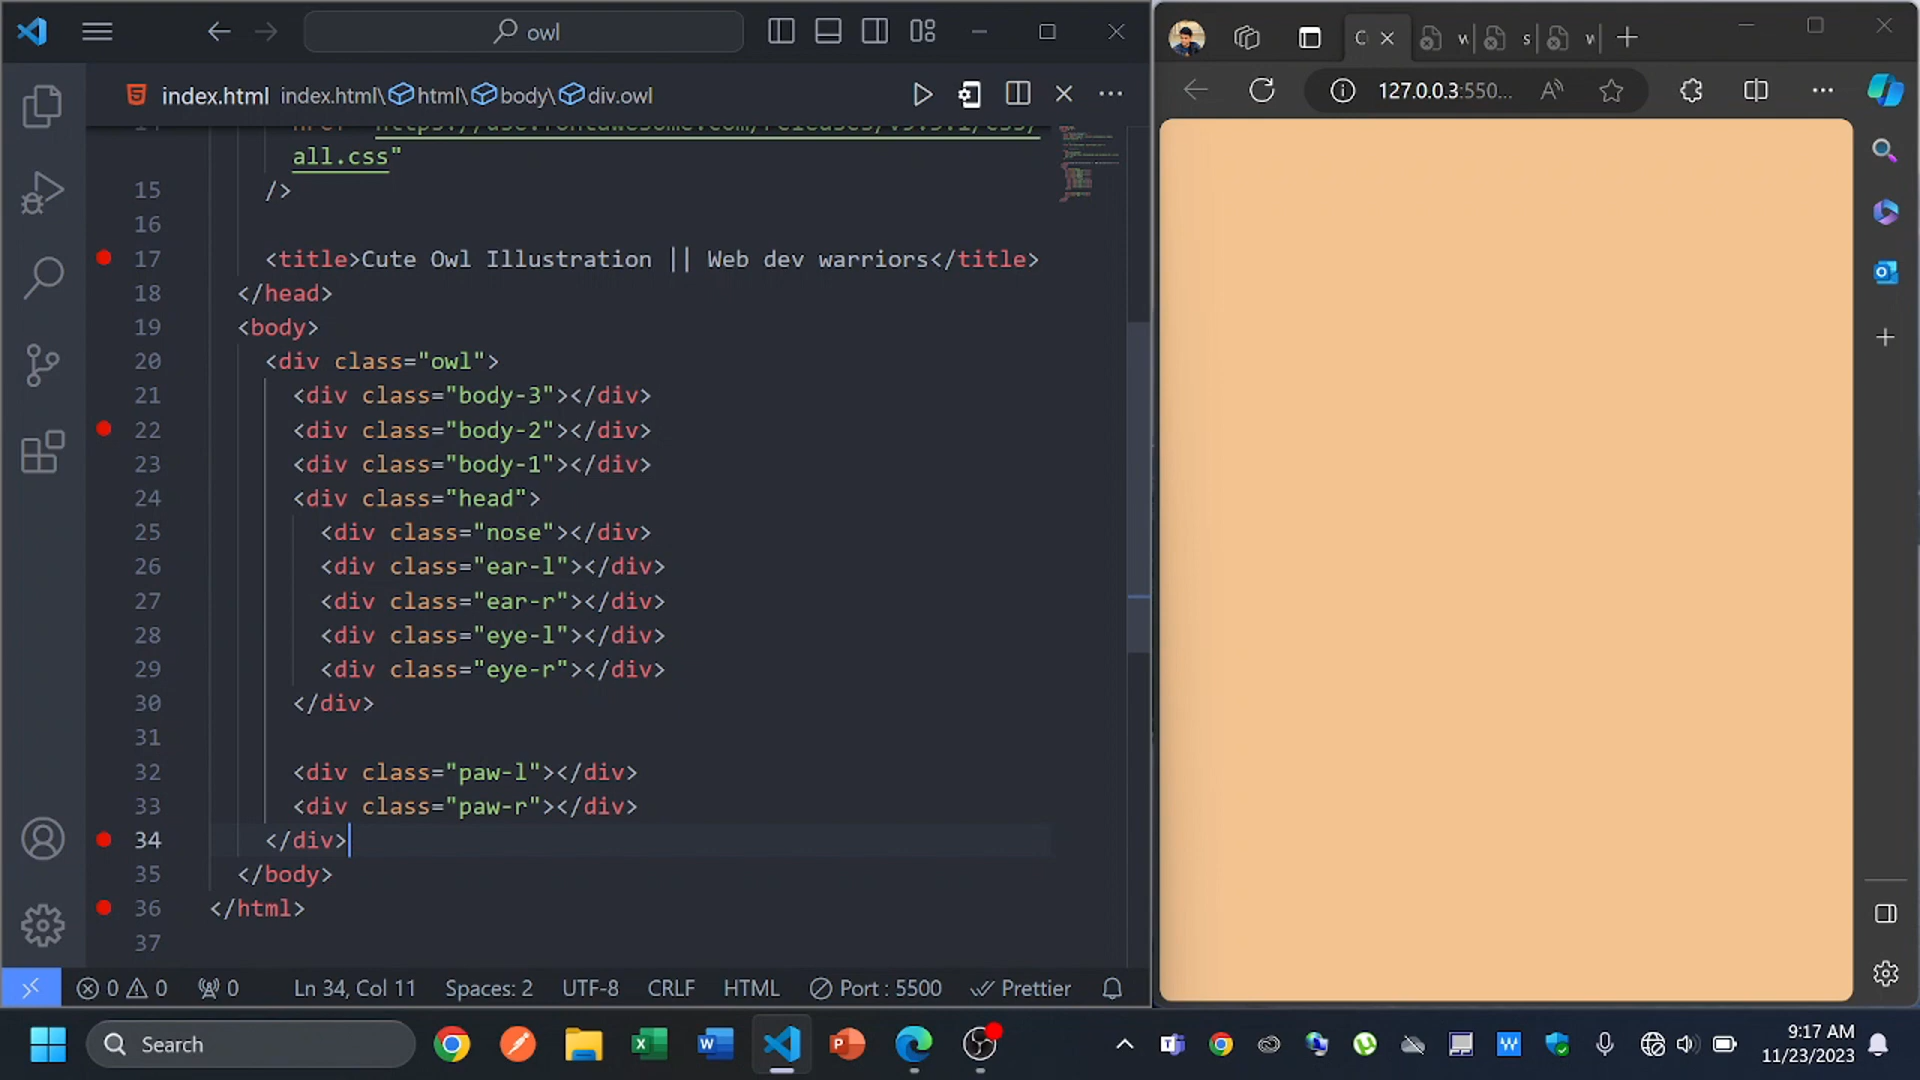 owl
index.html index.html\html\body\div.owl
127.0.0.3:550...
all.css"
15 />
16
17 <title>Cute Owl Illustration || Web dev warriors</title>
18 </head>
19 <body>
20 <div class="owl">
21 <div class="body-3"></div>
22 <div class="body-2"></div>
23 <div class="body-1"></div>
24 <div class="head">
25 <div class="nose"></div>
26 <div class="ear-l"></div>
27 <div class="ear-r"></div>
28 <div class="eye-l"></div>
29 <div class="eye-r"></div>
30 </div>
31
32 <div class="paw-l"></div>
33 <div class="paw-r"></div>
34 </div>
35 </body>
36 </html>
37
0 0 0 Ln 34, Col 11 Spaces: 2 UTF-8 CRLF HTML Port : 5500 Prettier
Search
9:17 AM
11/23/2023